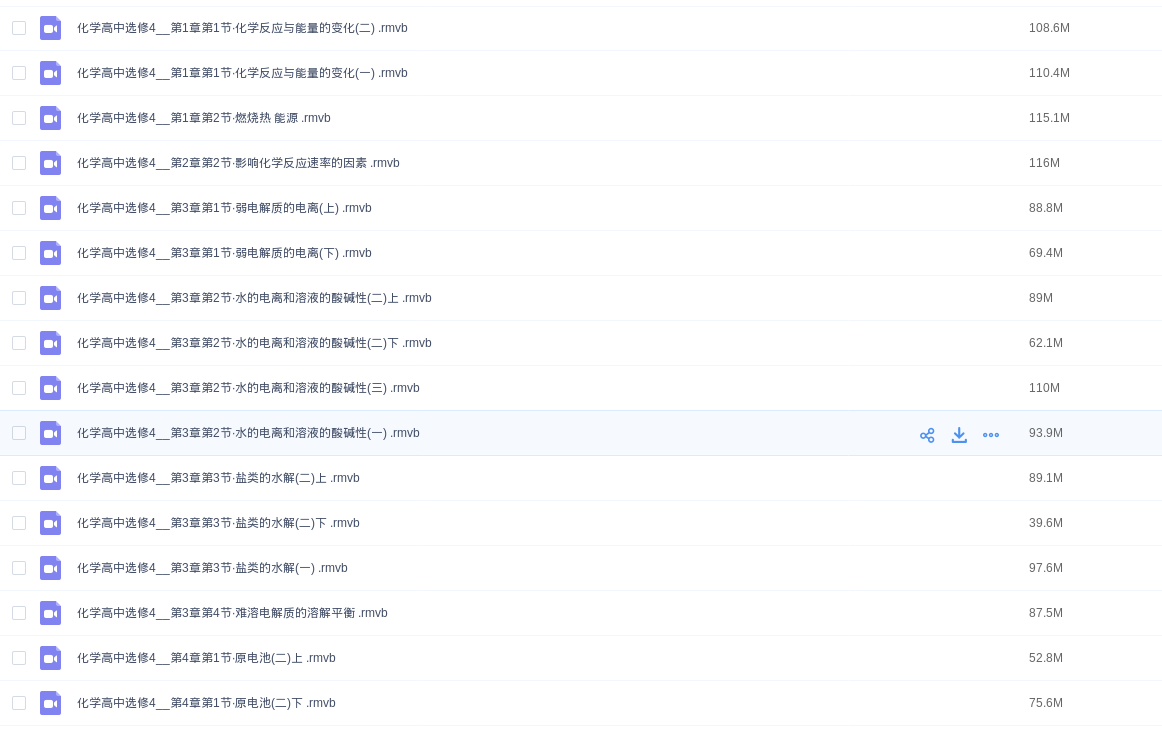 化学高中选修4__第1章第1节·化学反应与能量的变化(二) .rmvb 108.6M
化学高中选修4__第1章第1节·化学反应与能量的变化(一) .rmvb 110.4M
化学高中选修4__第1章第2节·燃烧热 能源 .rmvb 115.1M
化学高中选修4__第2章第2节·影响化学反应速率的因素 .rmvb 116M
化学高中选修4__第3章第1节·弱电解质的电离(上) .rmvb 88.8M
化学高中选修4__第3章第1节·弱电解质的电离(下) .rmvb 69.4M
化学高中选修4__第3章第2节·水的电离和溶液的酸碱性(二)上 .rmvb 89M
化学高中选修4__第3章第2节·水的电离和溶液的酸碱性(二)下 .rmvb 62.1M
化学高中选修4__第3章第2节·水的电离和溶液的酸碱性(三) .rmvb 110M
化学高中选修4__第3章第2节·水的电离和溶液的酸碱性(一) .rmvb 93.9M
化学高中选修4__第3章第3节·盐类的水解(二)上 .rmvb 89.1M
化学高中选修4__第3章第3节·盐类的水解(二)下 .rmvb 39.6M
化学高中选修4__第3章第3节·盐类的水解(一) .rmvb 97.6M
化学高中选修4__第3章第4节·难溶电解质的溶解平衡 .rmvb 87.5M
化学高中选修4__第4章第1节·原电池(二)上 .rmvb 52.8M
化学高中选修4__第4章第1节·原电池(二)下 .rmvb 75.6M